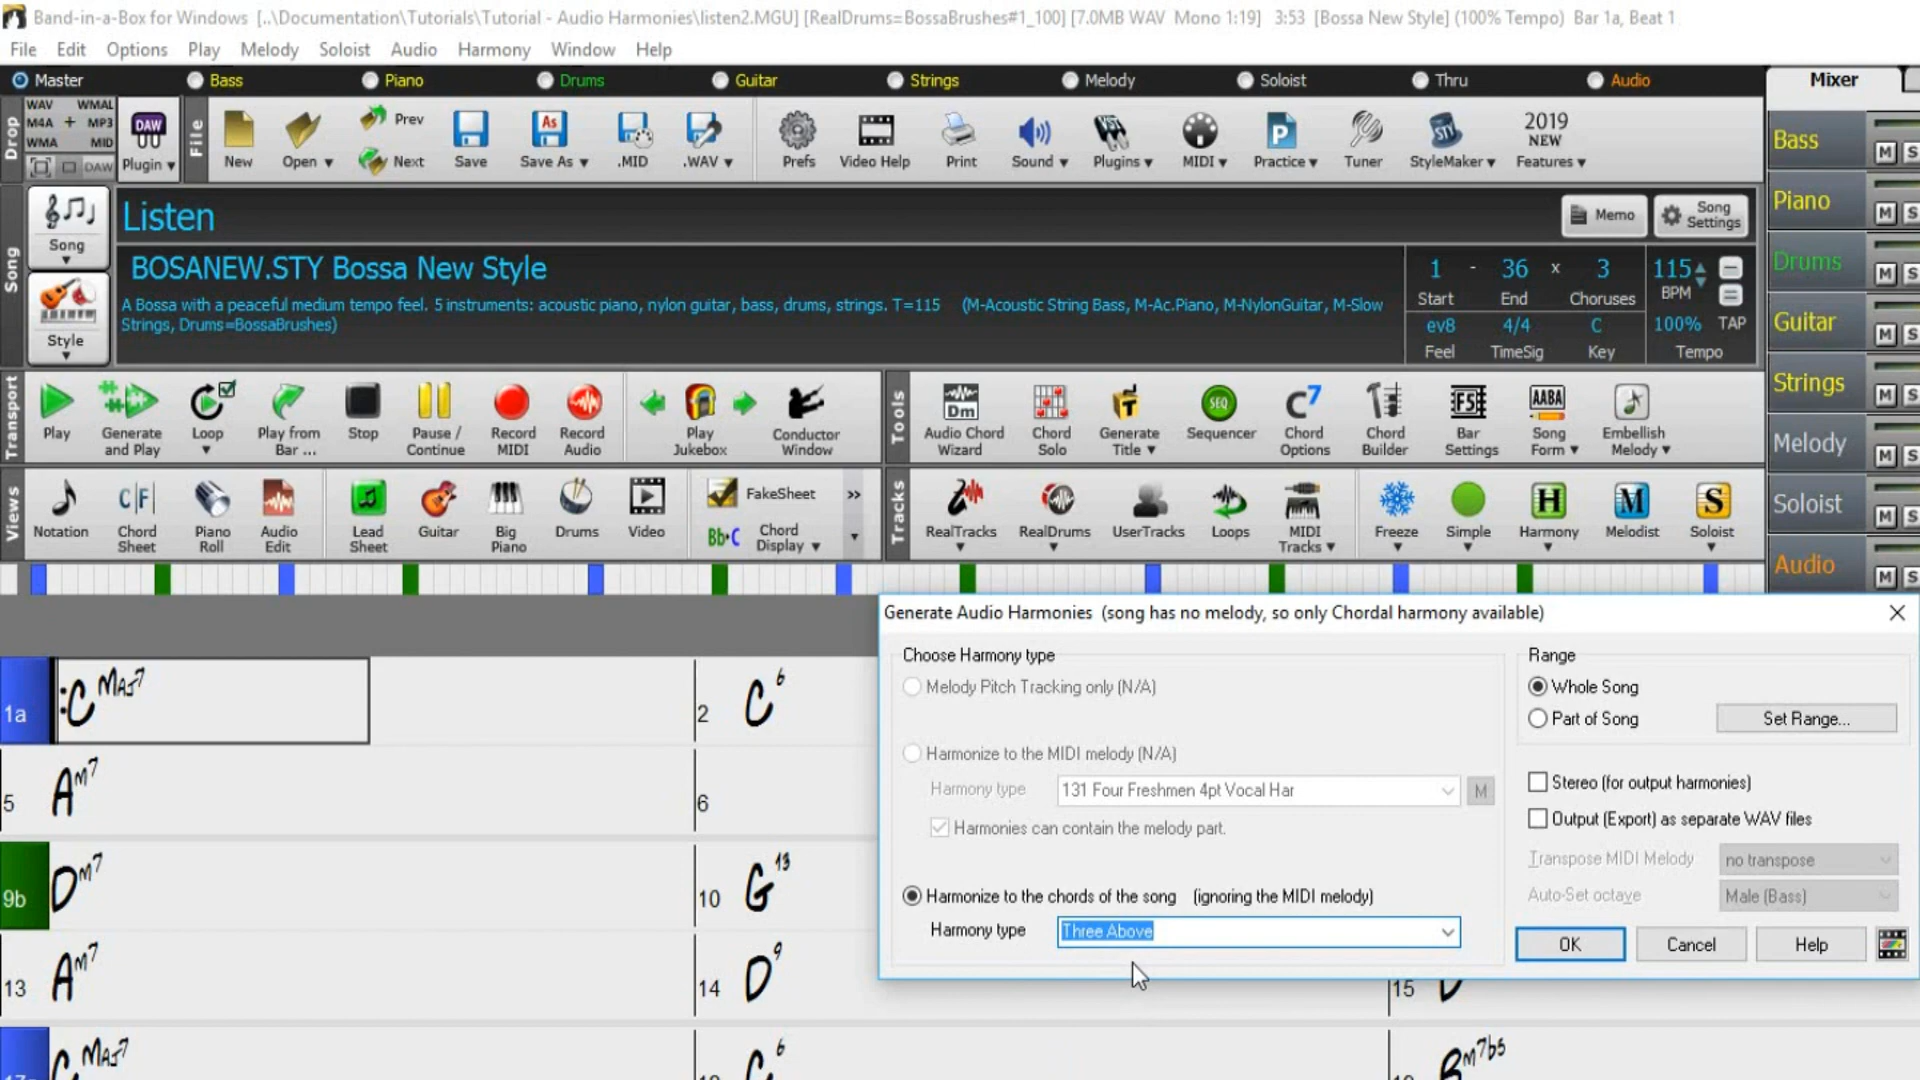 Band-in-a-Box for Windows [..\Documentation\Tutorials\Tutorial - Audio Harmonies\listen2.MGU] [RealDrums=BossaBrushes#1_100] [7.0MB WAV Mono 1:19] 3:53 [Bossa New Style] (100% Tempo) Bar 1a, Beat 1
File Edit Options Play Melody Soloist Audio Harmony Window Help
Master Bass Piano Drums Guitar Strings Melody Soloist Thru Audio Mixer
Drop WAV WMAL M4A + MP3 WMA MID DAW
DAW Plugin
File New Open Prev Next Save As Save As .MID .WAV Prefs Video Help Print Sound Plugins MIDI Practice Tuner STY StyleMaker 2019 NEW Features
Bass M S
Piano M S
Drums M S
Guitar M S
Strings M S
Melody M S
Soloist M S
Audio M S
Song Song Style
Listen Memo Song Settings
BOSANEW.STY Bossa New Style
A Bossa with a peaceful medium tempo feel. 5 instruments: acoustic piano, nylon guitar, bass, drums, strings. T=115 (M-Acoustic String Bass, M-Ac.Piano, M-NylonGuitar, M-Slow
Strings, Drums=BossaBrushes)
1 - 36 x 3 115 BPM
Start End Choruses
ev8 4/4 C 100% TAP
Feel TimeSig Key Tempo
Transport Play Generate and Play Loop Play from Bar ... Stop Pause / Continue Record MIDI Record Audio Play Jukebox Conductor Window
Tools Dm Audio Chord Wizard Chord Solo T Generate Title SEQ Sequencer C7 Chord Options Chord Builder Bar Settings AABA Song Form Embellish Melody
Views Notation C|F Chord Sheet Piano Roll Audio Edit Lead Sheet Guitar Big Piano Drums Video FakeSheet >> Bb•C Chord Display
Tracks RealTracks RealDrums UserTracks Loops MIDI Tracks Freeze Simple H Harmony M Melodist S Soloist
1a :CMAJ7 2 C6
5 Am7 6
9b Dm7 10 G13
13 Am7 14 D9 15
CMAJ7 C6 Bm7b5
Generate Audio Harmonies (song has no melody, so only Chordal harmony available)
Choose Harmony type
Melody Pitch Tracking only (N/A)
Harmonize to the MIDI melody (N/A)
Harmony type 131 Four Freshmen 4pt Vocal Har M
Harmonies can contain the melody part.
Harmonize to the chords of the song (ignoring the MIDI melody)
Harmony type Three Above
Range
Whole Song
Part of Song Set Range...
Stereo (for output harmonies)
Output (Export) as separate WAV files
Transpose MIDI Melody no transpose
Auto-Set octave Male (Bass)
OK Cancel Help